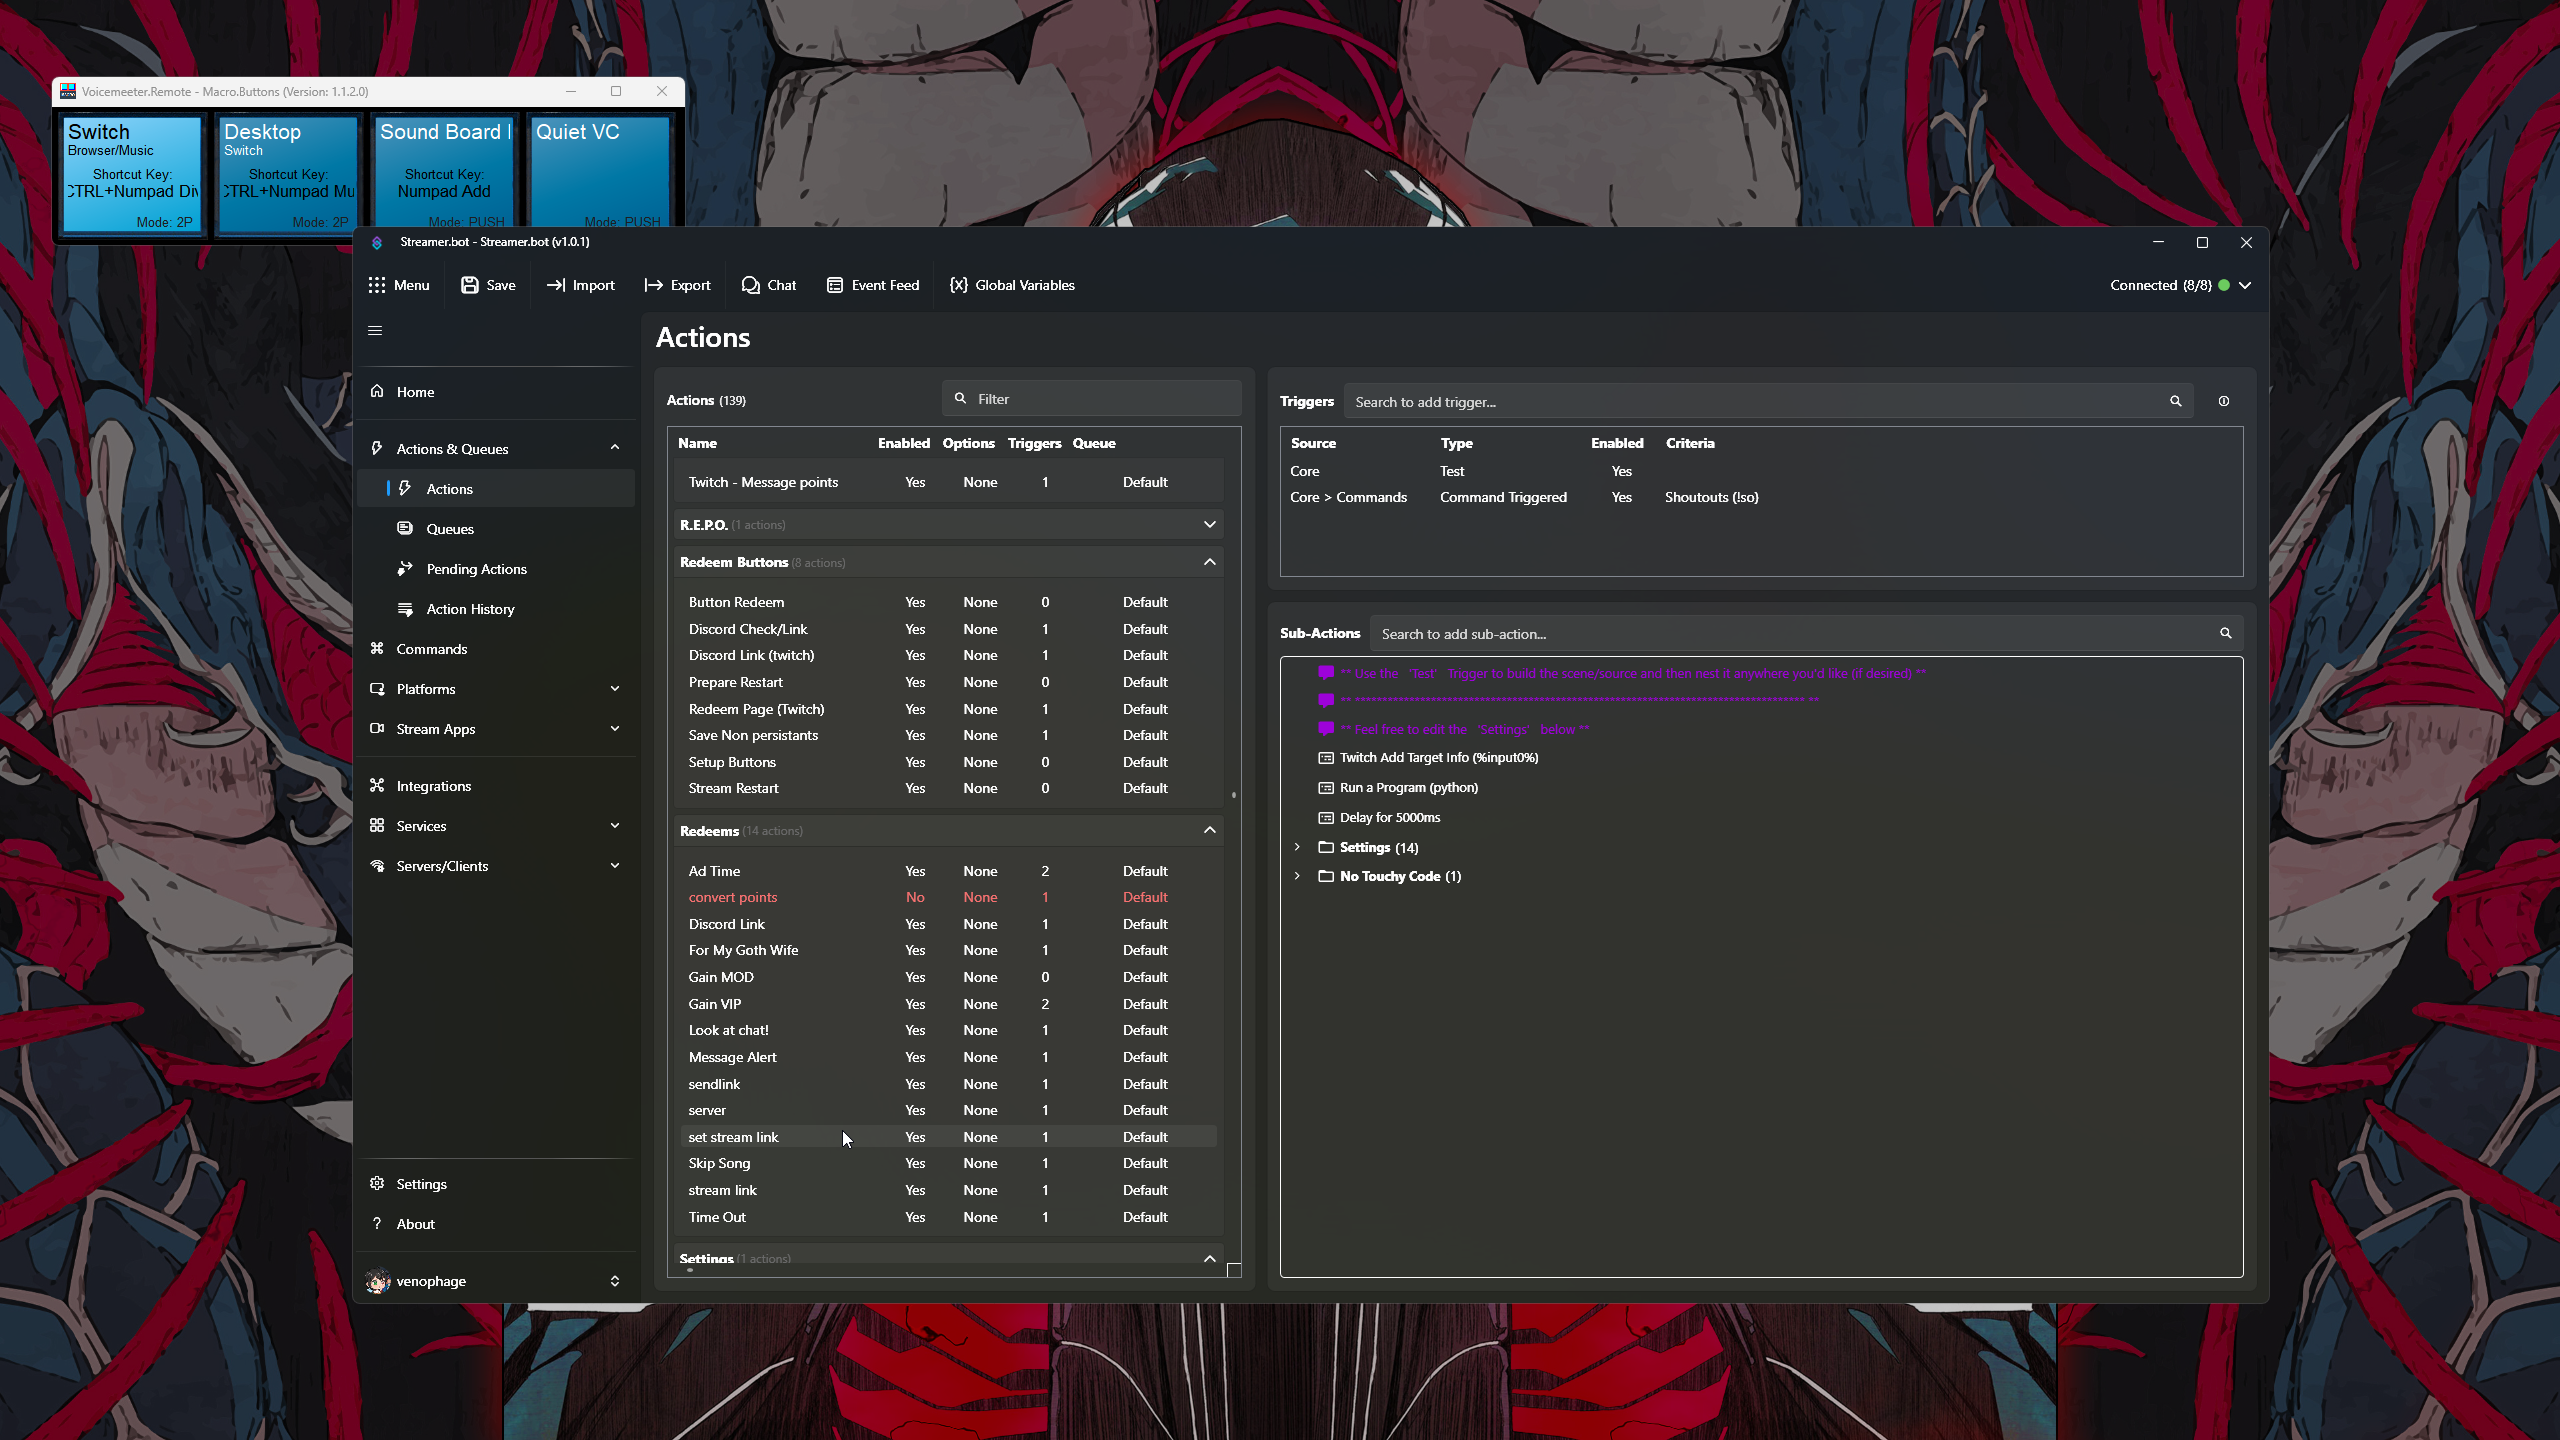 Voicemeeter.Remote - Macro.Buttons (Version: 1.1.2.0)
Switch
Browser/Music
Shortcut Key:
CTRL+Numpad Div
Mode: 2P
Desktop
Switch
Shortcut Key:
CTRL+Numpad Mu
Mode: 2P
Sound Board
Shortcut Key:
Numpad Add
Mode: PUSH
Quiet VC
Mode: PUSH
Streamer.bot - Streamer.bot (v1.0.1)
Menu Save Import Export Chat Event Feed {x} Global Variables Connected (8/8)
Home
Actions & Queues
Actions
Queues
Pending Actions
Action History
Commands
Platforms
Stream Apps
Integrations
Services
Servers/Clients
Settings
? About
venophage
Actions
Actions (139) Filter
Name Enabled Options Triggers Queue
Twitch - Message points Yes None 1 Default
R.E.P.O. (1 actions)
Redeem Buttons (8 actions)
Button Redeem Yes None 0 Default
Discord Check/Link Yes None 1 Default
Discord Link (twitch) Yes None 1 Default
Prepare Restart Yes None 0 Default
Redeem Page (Twitch) Yes None 1 Default
Save Non persistants Yes None 1 Default
Setup Buttons Yes None 0 Default
Stream Restart Yes None 0 Default
Redeems (14 actions)
Ad Time Yes None 2 Default
convert points No None 1 Default
Discord Link Yes None 1 Default
For My Goth Wife Yes None 1 Default
Gain MOD Yes None 0 Default
Gain VIP Yes None 2 Default
Look at chat! Yes None 1 Default
Message Alert Yes None 1 Default
sendlink Yes None 1 Default
server Yes None 1 Default
set stream link Yes None 1 Default
Skip Song Yes None 1 Default
stream link Yes None 1 Default
Time Out Yes None 1 Default
Settings (1 actions)
Triggers Search to add trigger...
Source Type Enabled Criteria
Core Test Yes
Core > Commands Command Triggered Yes Shoutouts (!so)
Sub-Actions Search to add sub-action...
** Use the 'Test' Trigger to build the scene/source and then nest it anywhere you'd like (if desired) **
** Feel free to edit the 'Settings' below **
Twitch Add Target Info (%input0%)
Run a Program (python)
Delay for 5000ms
Settings (14)
No Touchy Code (1)